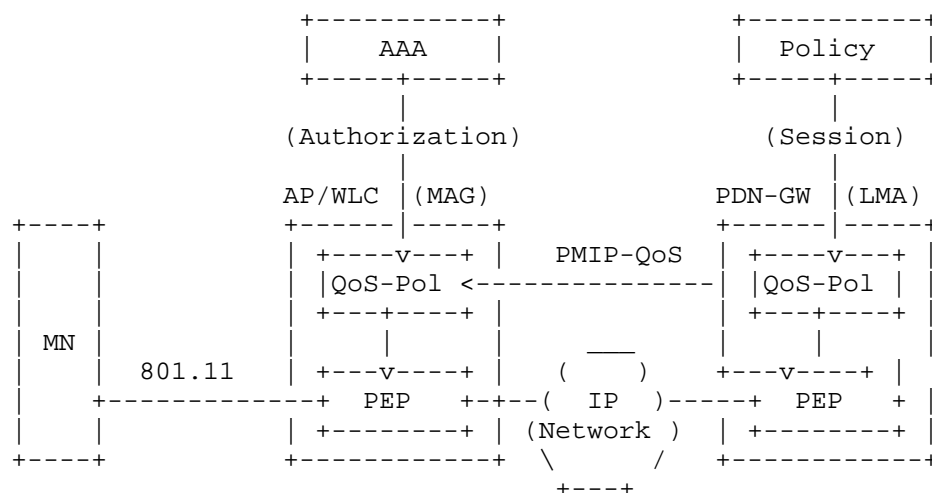 AAA Policy
(Authorization) (Session)
AP/WLC (MAG) PDN-GW (LMA)
PMIP-QoS
QoS-Pol QoS-Pol
MN
801.11
PEP ( IP ) PEP
(Network )